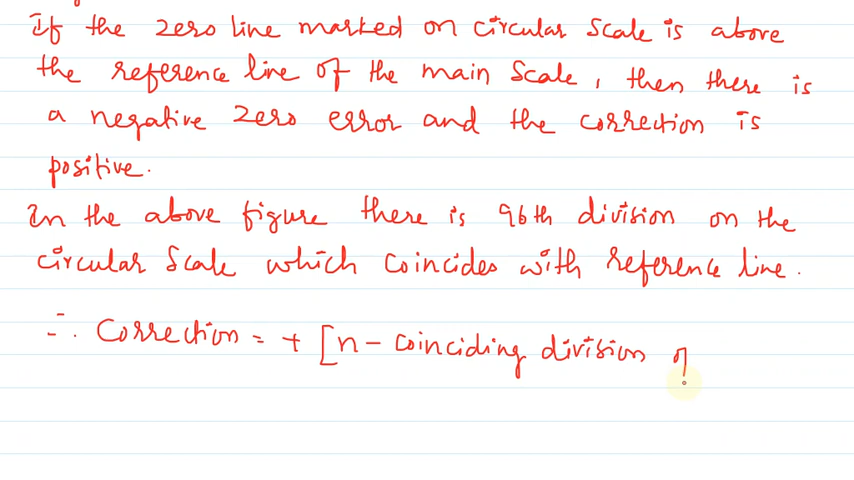 If the zero line marked on circular scale is above
the reference line of the main scale, then there is
a negative zero error and the correction is
positive.
In the above figure there is 96th division on the
circular scale which coincides with reference line.
∴ Correction = + [n - coinciding division of